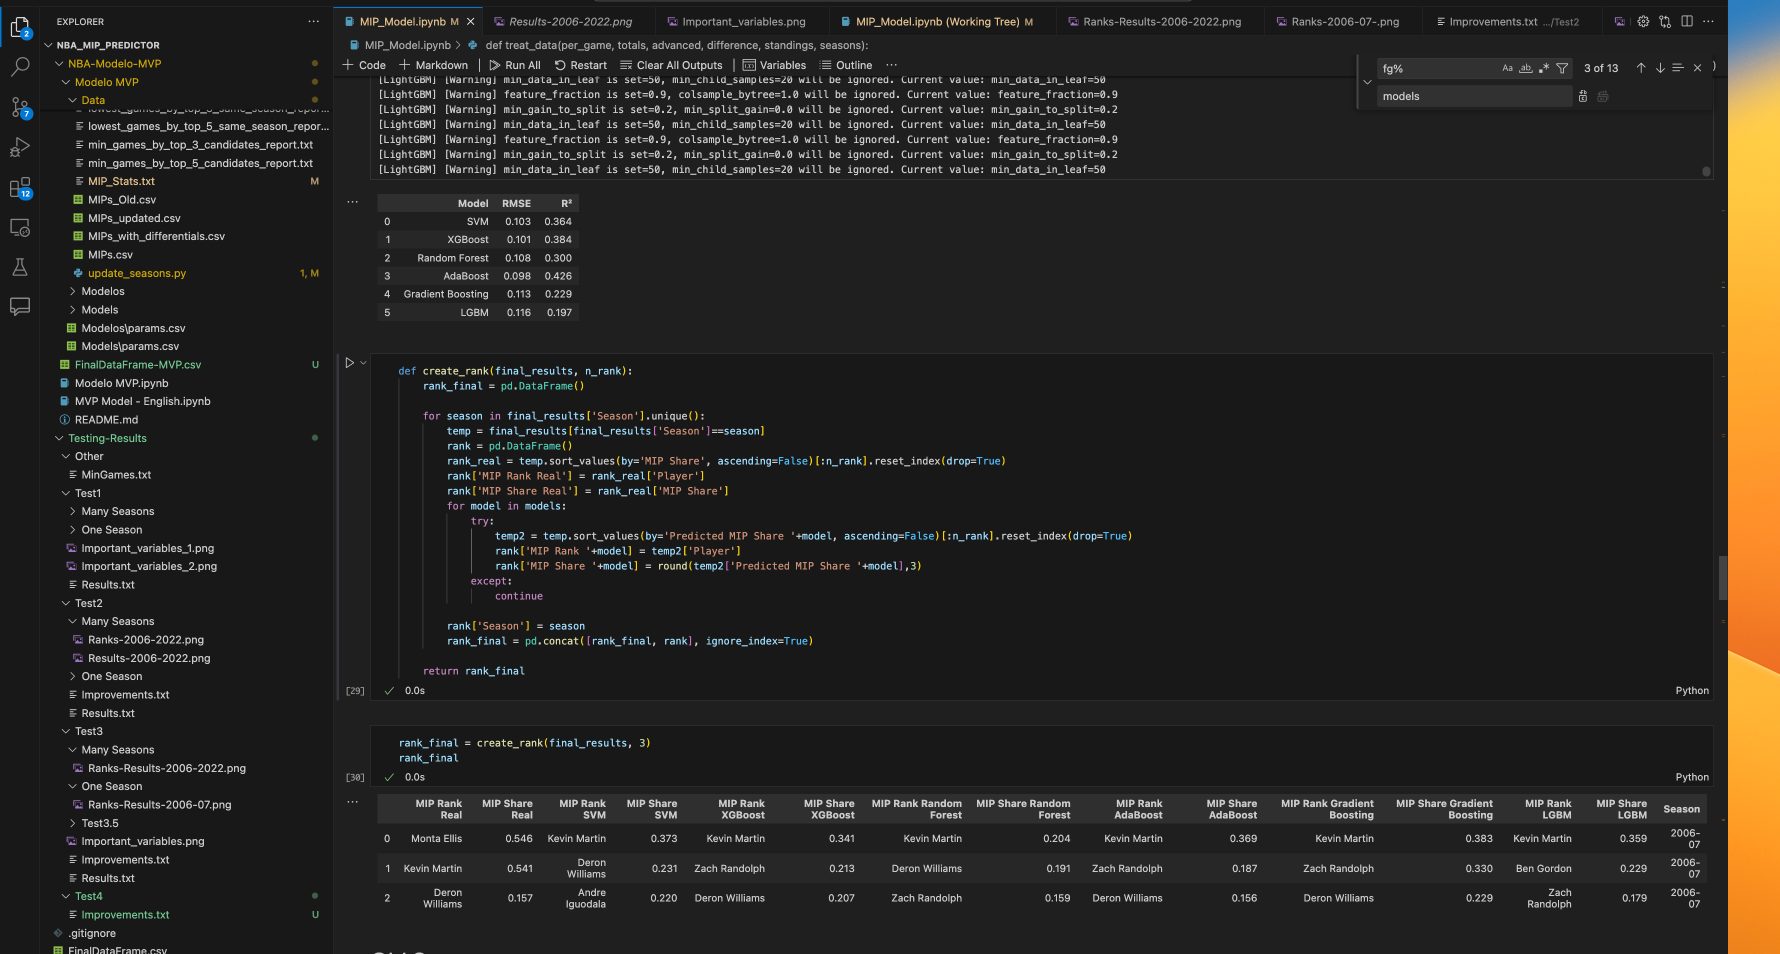 EXPLORER
NBA_MIP_PREDICTOR
NBA-Modelo-MVP
Modelo MVP
Data
lowest_games_by_top_5_same_season_repor...
min_games_by_top_3_candidates_report.txt
min_games_by_top_5_candidates_report.txt
MIP_Stats.txt M
MIPs_Old.csv
MIPs_updated.csv
MIPs_with_differentials.csv
MIPs.csv
update_seasons.py 1, M
Modelos
Models
Modelos\params.csv
Models\params.csv
FinalDataFrame-MVP.csv U
Modelo MVP.ipynb
MVP Model - English.ipynb
README.md
Testing-Results
Other
MinGames.txt
Test1
Many Seasons
One Season
Important_variables_1.png
Important_variables_2.png
Results.txt
Test2
Many Seasons
Ranks-2006-2022.png
Results-2006-2022.png
One Season
Improvements.txt
Results.txt
Test3
Many Seasons
Ranks-Results-2006-2022.png
One Season
Ranks-Results-2006-07.png
Test3.5
Important_variables.png
Improvements.txt
Results.txt
Test4
Improvements.txt U
.gitignore
FinalDataFrame.csv
2
7
12
MIP_Model.ipynb M
Results-2006-2022.png
Important_variables.png
MIP_Model.ipynb (Working Tree) M
Ranks-Results-2006-2022.png
Ranks-2006-07-.png
Improvements.txt .../Test2
MIP_Model.ipynb > def treat_data(per_game, totals, advanced, difference, standings, seasons):
+ Code + Markdown Run All Restart Clear All Outputs Variables Outline ...
fg% Aa ab .* 3 of 13
models
[LightGBM] [Warning] min_data_in_leaf is set=50, min_child_samples=20 will be ignored. Current value: min_data_in_leaf=50
[LightGBM] [Warning] feature_fraction is set=0.9, colsample_bytree=1.0 will be ignored. Current value: feature_fraction=0.9
[LightGBM] [Warning] min_gain_to_split is set=0.2, min_split_gain=0.0 will be ignored. Current value: min_gain_to_split=0.2
[LightGBM] [Warning] min_data_in_leaf is set=50, min_child_samples=20 will be ignored. Current value: min_data_in_leaf=50
[LightGBM] [Warning] feature_fraction is set=0.9, colsample_bytree=1.0 will be ignored. Current value: feature_fraction=0.9
[LightGBM] [Warning] min_gain_to_split is set=0.2, min_split_gain=0.0 will be ignored. Current value: min_gain_to_split=0.2
[LightGBM] [Warning] min_data_in_leaf is set=50, min_child_samples=20 will be ignored. Current value: min_data_in_leaf=50
Model RMSE R²
0 SVM 0.103 0.364
1 XGBoost 0.101 0.384
2 Random Forest 0.108 0.300
3 AdaBoost 0.098 0.426
4 Gradient Boosting 0.113 0.229
5 LGBM 0.116 0.197
def create_rank(final_results, n_rank):
rank_final = pd.DataFrame()
for season in final_results['Season'].unique():
temp = final_results[final_results['Season']==season]
rank = pd.DataFrame()
rank_real = temp.sort_values(by='MIP Share', ascending=False)[:n_rank].reset_index(drop=True)
rank['MIP Rank Real'] = rank_real['Player']
rank['MIP Share Real'] = rank_real['MIP Share']
for model in models:
try:
temp2 = temp.sort_values(by='Predicted MIP Share '+model, ascending=False)[:n_rank].reset_index(drop=True)
rank['MIP Rank '+model] = temp2['Player']
rank['MIP Share '+model] = round(temp2['Predicted MIP Share '+model],3)
except:
continue
rank['Season'] = season
rank_final = pd.concat([rank_final, rank], ignore_index=True)
return rank_final
[29] ✓ 0.0s Python
rank_final = create_rank(final_results, 3)
rank_final
[30] ✓ 0.0s Python
MIP Rank Real MIP Share Real MIP Rank SVM MIP Share SVM MIP Rank XGBoost MIP Share XGBoost MIP Rank Random Forest MIP Share Random Forest MIP Rank AdaBoost MIP Share AdaBoost MIP Rank Gradient Boosting MIP Share Gradient Boosting MIP Rank LGBM MIP Share LGBM Season
0 Monta Ellis 0.546 Kevin Martin 0.373 Kevin Martin 0.341 Kevin Martin 0.204 Kevin Martin 0.369 Kevin Martin 0.383 Kevin Martin 0.359 2006-07
1 Kevin Martin 0.541 Deron Williams 0.231 Zach Randolph 0.213 Deron Williams 0.191 Zach Randolph 0.187 Zach Randolph 0.330 Ben Gordon 0.229 2006-07
2 Deron Williams 0.157 Andre Iguodala 0.220 Deron Williams 0.207 Zach Randolph 0.159 Deron Williams 0.156 Deron Williams 0.229 Zach Randolph 0.179 2006-07